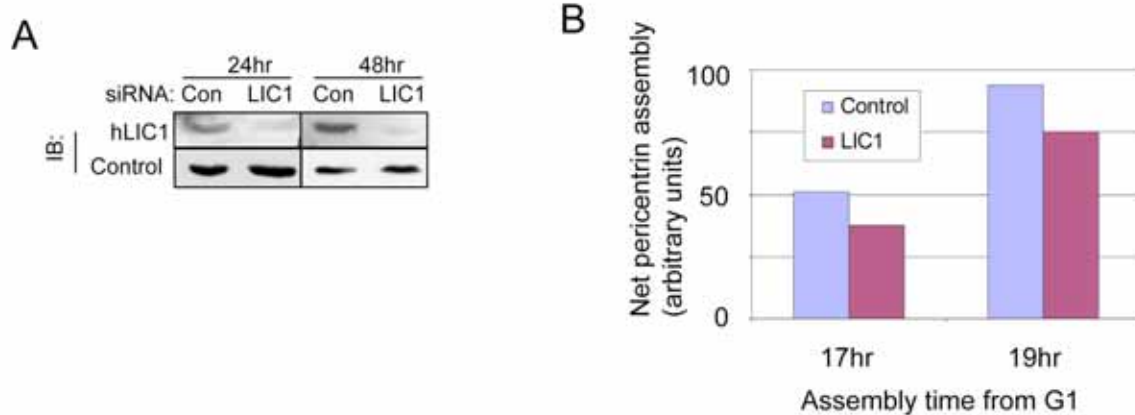 A
24hr 48hr
siRNA: Con LIC1 Con LIC1
IB:
hLIC1
Control
B
Net pericentrin assembly
(arbitrary units)
100
50
0
Control
LIC1
17hr 19hr
Assembly time from G1